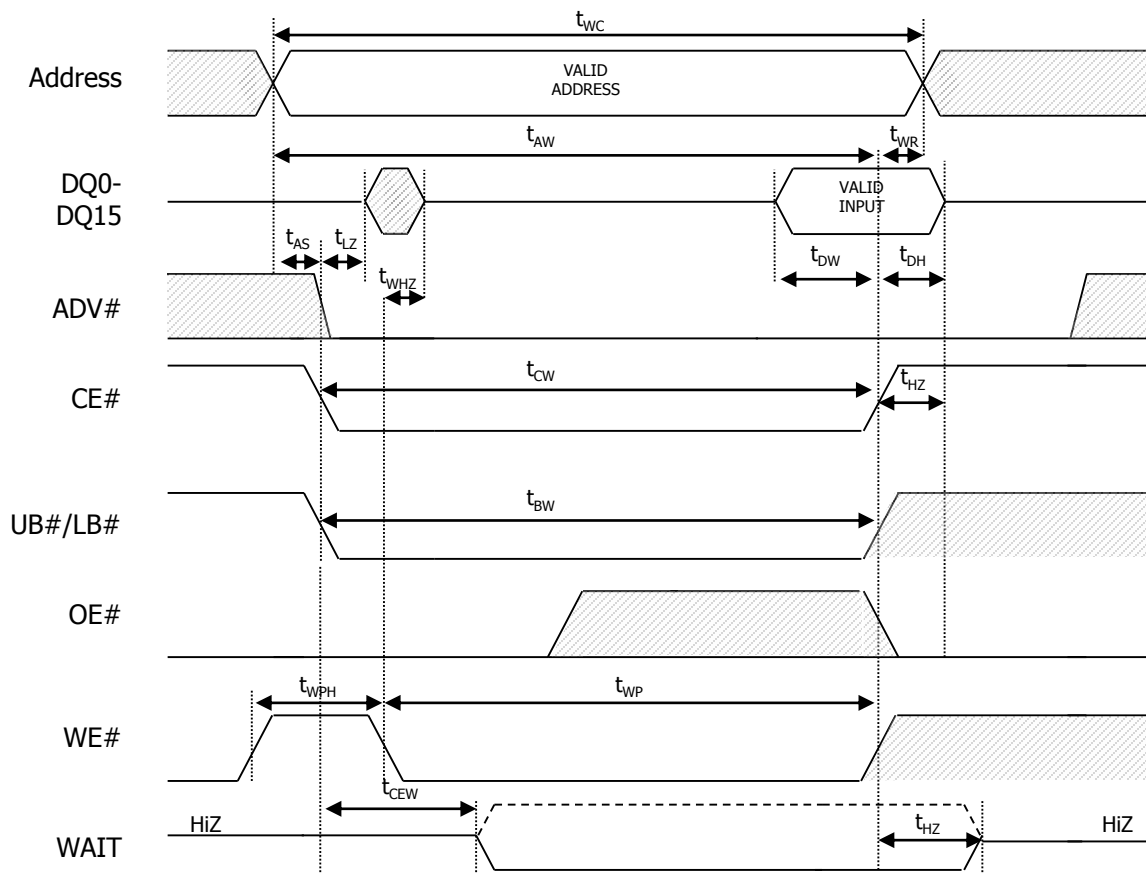 tWC
Address
VALID
ADDRESS
tAW
tWR
DQ0-
DQ15
VALID
INPUT
tAS
tLZ
tWHZ
tDW
tDH
ADV#
tCW
tHZ
CE#
tBW
UB#/LB#
OE#
tWPH
tWP
WE#
tCEW
HiZ
tHZ
HiZ
WAIT